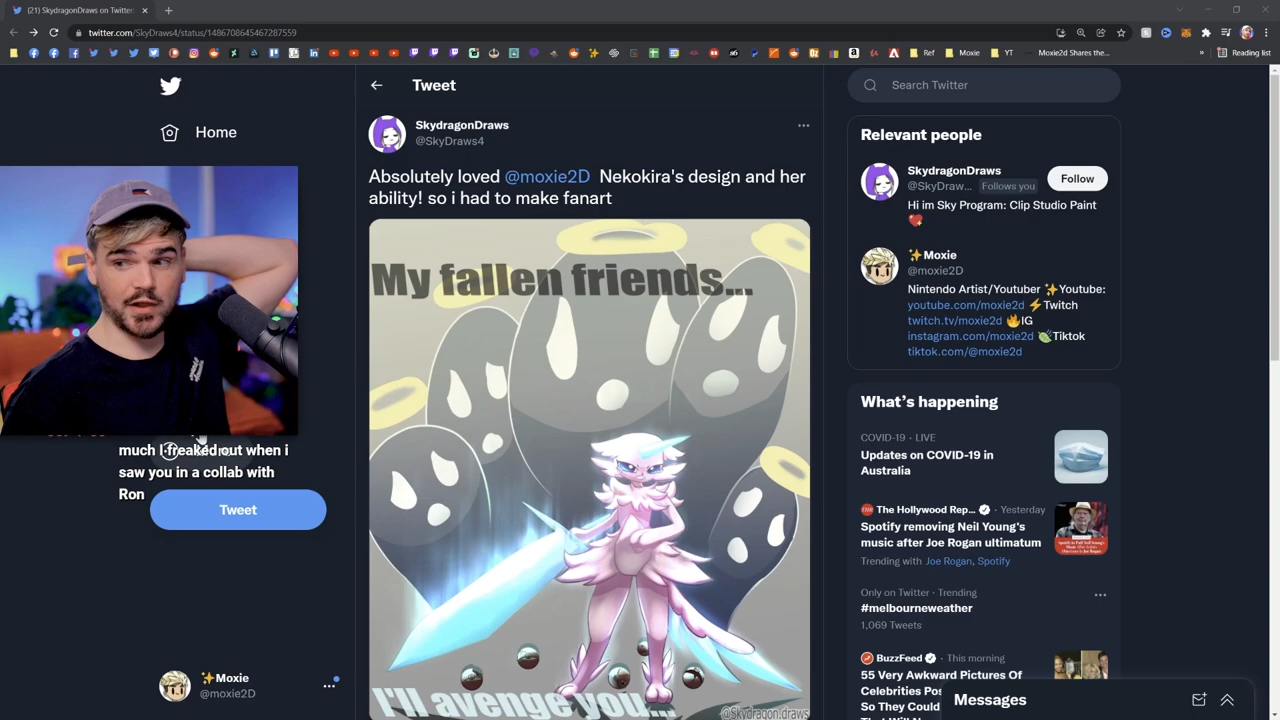 (21) SkydragonDraws on Twitter:
twitter.com/SkyDraws4/status/1486708645467287559
Ref
Moxie
YT
Moxie2d Shares the...
Reading list
Home
much I freaked out when i
saw you in a collab with
Ron
Tweet
✨Moxie
@moxie2D
Tweet
SkydragonDraws
@SkyDraws4
Absolutely loved @moxie2D Nekokira's design and her
ability! so i had to make fanart
My fallen friends...
I'll avenge you...
@Skydragon.draws
Search Twitter
Relevant people
SkydragonDraws
@SkyDraw... Follows you
Follow
Hi im Sky Program: Clip Studio Paint
💖
✨Moxie
@moxie2D
Nintendo Artist/Youtuber ✨Youtube:
youtube.com/moxie2d ⚡Twitch
twitch.tv/moxie2d 🔥IG
instagram.com/moxie2d 🍃Tiktok
tiktok.com/@moxie2d
What's happening
COVID-19 · LIVE
Updates on COVID-19 in
Australia
The Hollywood Rep... · Yesterday
Spotify removing Neil Young's
music after Joe Rogan ultimatum
Trending with Joe Rogan, Spotify
Only on Twitter · Trending
#melbourneweather
1,069 Tweets
BuzzFeed · This morning
55 Very Awkward Pictures Of
Celebrities Pos
So They Could
Messages